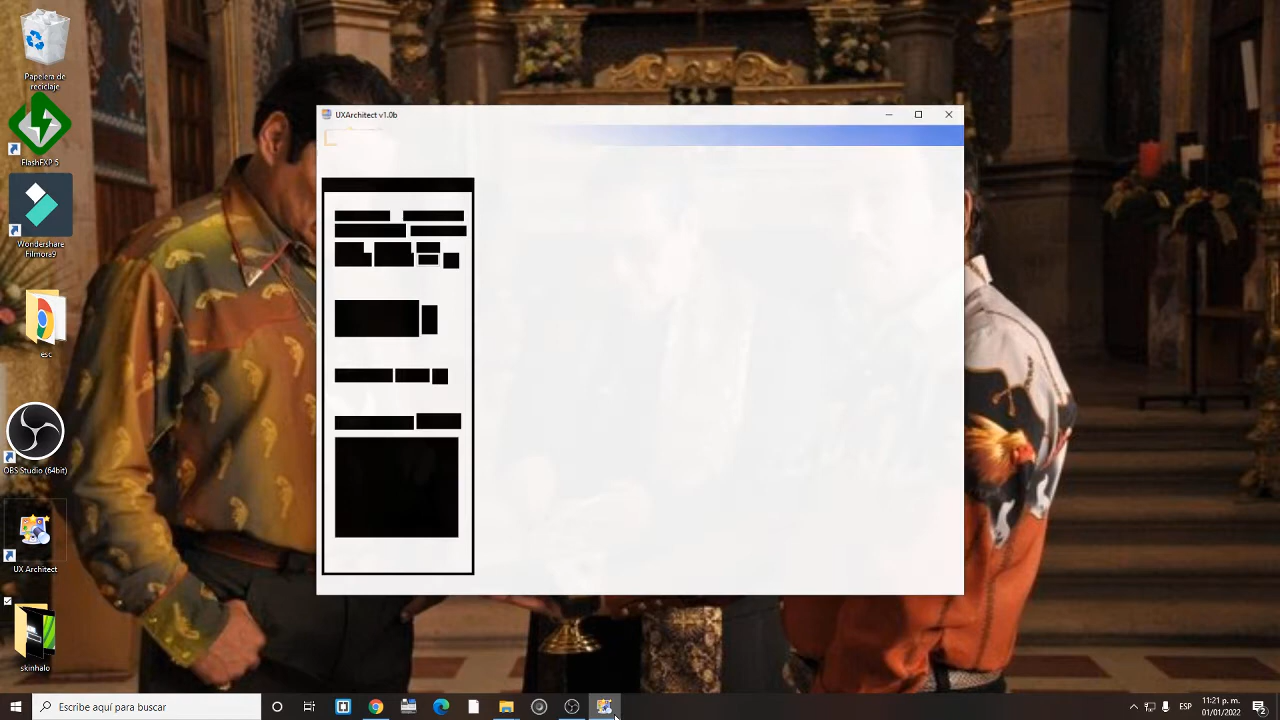 Papelera de
reciclaje
FlashFXP 5
Wondershare
Filmora9
esc
OBS Studio (64bit)
UX Architect
skinhalo
UXArchitect v1.0b
Escribe aquí para buscar
ESP
11:21 p. m.
01/01/2022
2